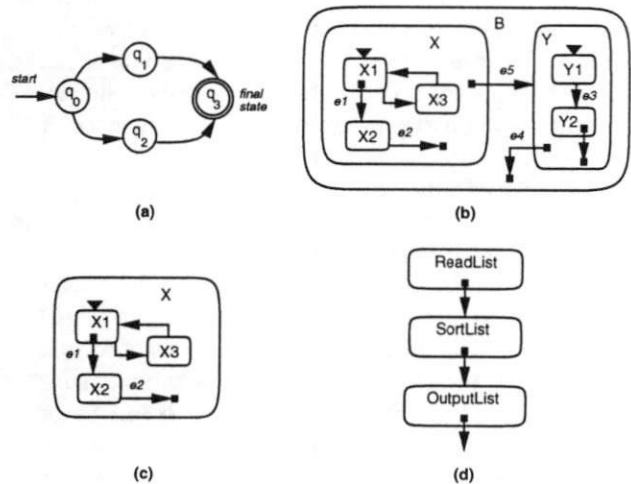 start
q0
q1
q2
q3
final
state
(a)
B
X
X1
X3
e1
X2
e2
e5
Y
Y1
e3
Y2
e4
(b)
X
X1
X3
e1
X2
e2
(c)
ReadList
SortList
OutputList
(d)